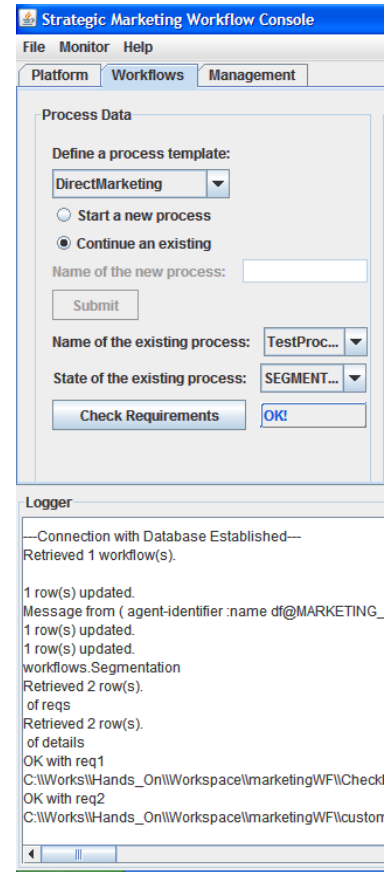 Strategic Marketing Workflow Console
File Monitor Help
Platform Workflows Management
Process Data
Define a process template:
DirectMarketing
Start a new process
Continue an existing
Name of the new process:
Submit
Name of the existing process: TestProc...
State of the existing process: SEGMENT...
Check Requirements OK!
Logger
---Connection with Database Established---
Retrieved 1 workflow(s).
1 row(s) updated.
Message from ( agent-identifier :name df@MARKETING_
1 row(s) updated.
1 row(s) updated.
workflows.Segmentation
Retrieved 2 row(s).
of reqs
Retrieved 2 row(s).
of details
OK with req1
C:\\Works\\Hands_On\\Workspace\\marketingWF\\Check
OK with req2
C:\\Works\\Hands_On\\Workspace\\marketingWF\\custom